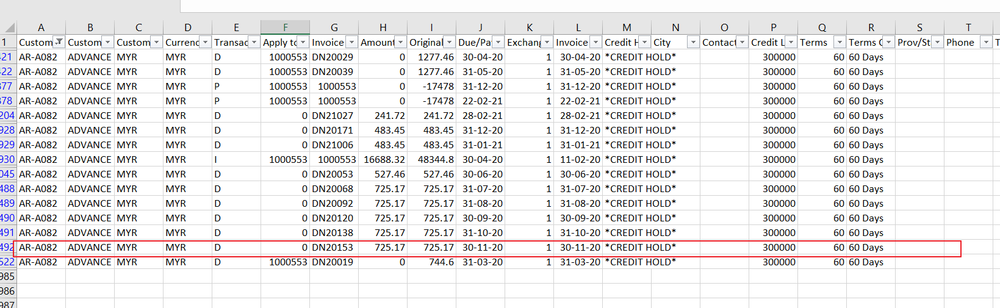 A B C D E F G H I J K L M N O P Q R S T
1 Custom Custom Custom Currenc Transac Apply to Invoice Amount Original Due/Pa Exchang Invoice Credit H City Contact Credit L Terms Terms C Prov/St Phone T
421 AR-A082 ADVANCE MYR MYR D 1000553 DN20029 0 1277.46 30-04-20 1 30-04-20 *CREDIT HOLD* 300000 60 60 Days
422 AR-A082 ADVANCE MYR MYR D 1000553 DN20039 0 1277.46 31-05-20 1 31-05-20 *CREDIT HOLD* 300000 60 60 Days
377 AR-A082 ADVANCE MYR MYR P 1000553 1000553 0 -17478 31-12-20 1 31-12-20 *CREDIT HOLD* 300000 60 60 Days
378 AR-A082 ADVANCE MYR MYR P 1000553 1000553 0 -17478 22-02-21 1 22-02-21 *CREDIT HOLD* 300000 60 60 Days
204 AR-A082 ADVANCE MYR MYR D 0 DN21027 241.72 241.72 28-02-21 1 28-02-21 *CREDIT HOLD* 300000 60 60 Days
928 AR-A082 ADVANCE MYR MYR D 0 DN20171 483.45 483.45 31-12-20 1 31-12-20 *CREDIT HOLD* 300000 60 60 Days
929 AR-A082 ADVANCE MYR MYR D 0 DN21006 483.45 483.45 31-01-21 1 31-01-21 *CREDIT HOLD* 300000 60 60 Days
930 AR-A082 ADVANCE MYR MYR I 1000553 1000553 16688.32 48344.8 30-04-20 1 11-02-20 *CREDIT HOLD* 300000 60 60 Days
045 AR-A082 ADVANCE MYR MYR D 0 DN20053 527.46 527.46 30-06-20 1 30-06-20 *CREDIT HOLD* 300000 60 60 Days
488 AR-A082 ADVANCE MYR MYR D 0 DN20068 725.17 725.17 31-07-20 1 31-07-20 *CREDIT HOLD* 300000 60 60 Days
489 AR-A082 ADVANCE MYR MYR D 0 DN20092 725.17 725.17 31-08-20 1 31-08-20 *CREDIT HOLD* 300000 60 60 Days
490 AR-A082 ADVANCE MYR MYR D 0 DN20120 725.17 725.17 30-09-20 1 30-09-20 *CREDIT HOLD* 300000 60 60 Days
491 AR-A082 ADVANCE MYR MYR D 0 DN20138 725.17 725.17 31-10-20 1 31-10-20 *CREDIT HOLD* 300000 60 60 Days
492 AR-A082 ADVANCE MYR MYR D 0 DN20153 725.17 725.17 30-11-20 1 30-11-20 *CREDIT HOLD* 300000 60 60 Days
522 AR-A082 ADVANCE MYR MYR D 1000553 DN20019 0 744.6 31-03-20 1 31-03-20 *CREDIT HOLD* 300000 60 60 Days
985
986
987